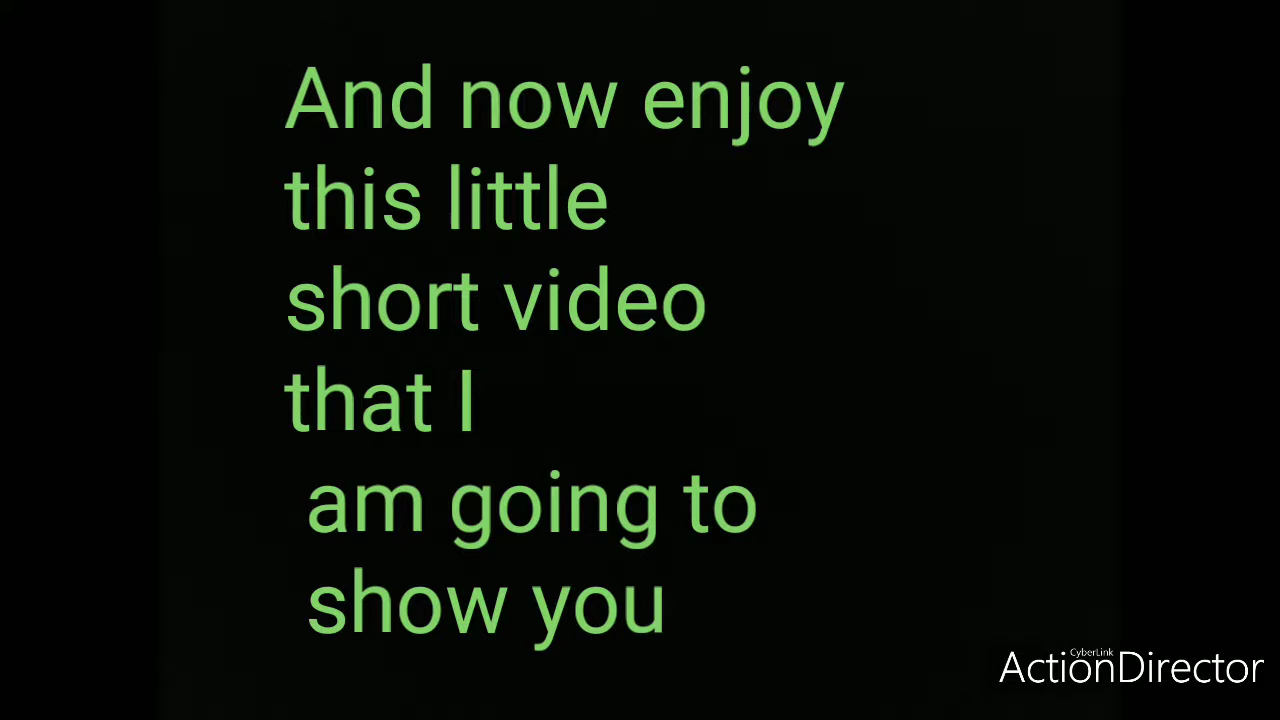 And now enjoy
this little
short video
that I
am going to
show you
CyberLink
ActionDirector